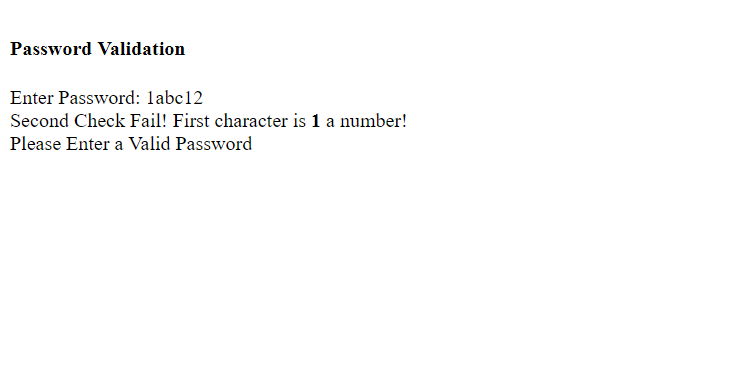 Password Validation
Enter Password: 1abc12
Second Check Fail! First character is 1 a number!
Please Enter a Valid Password